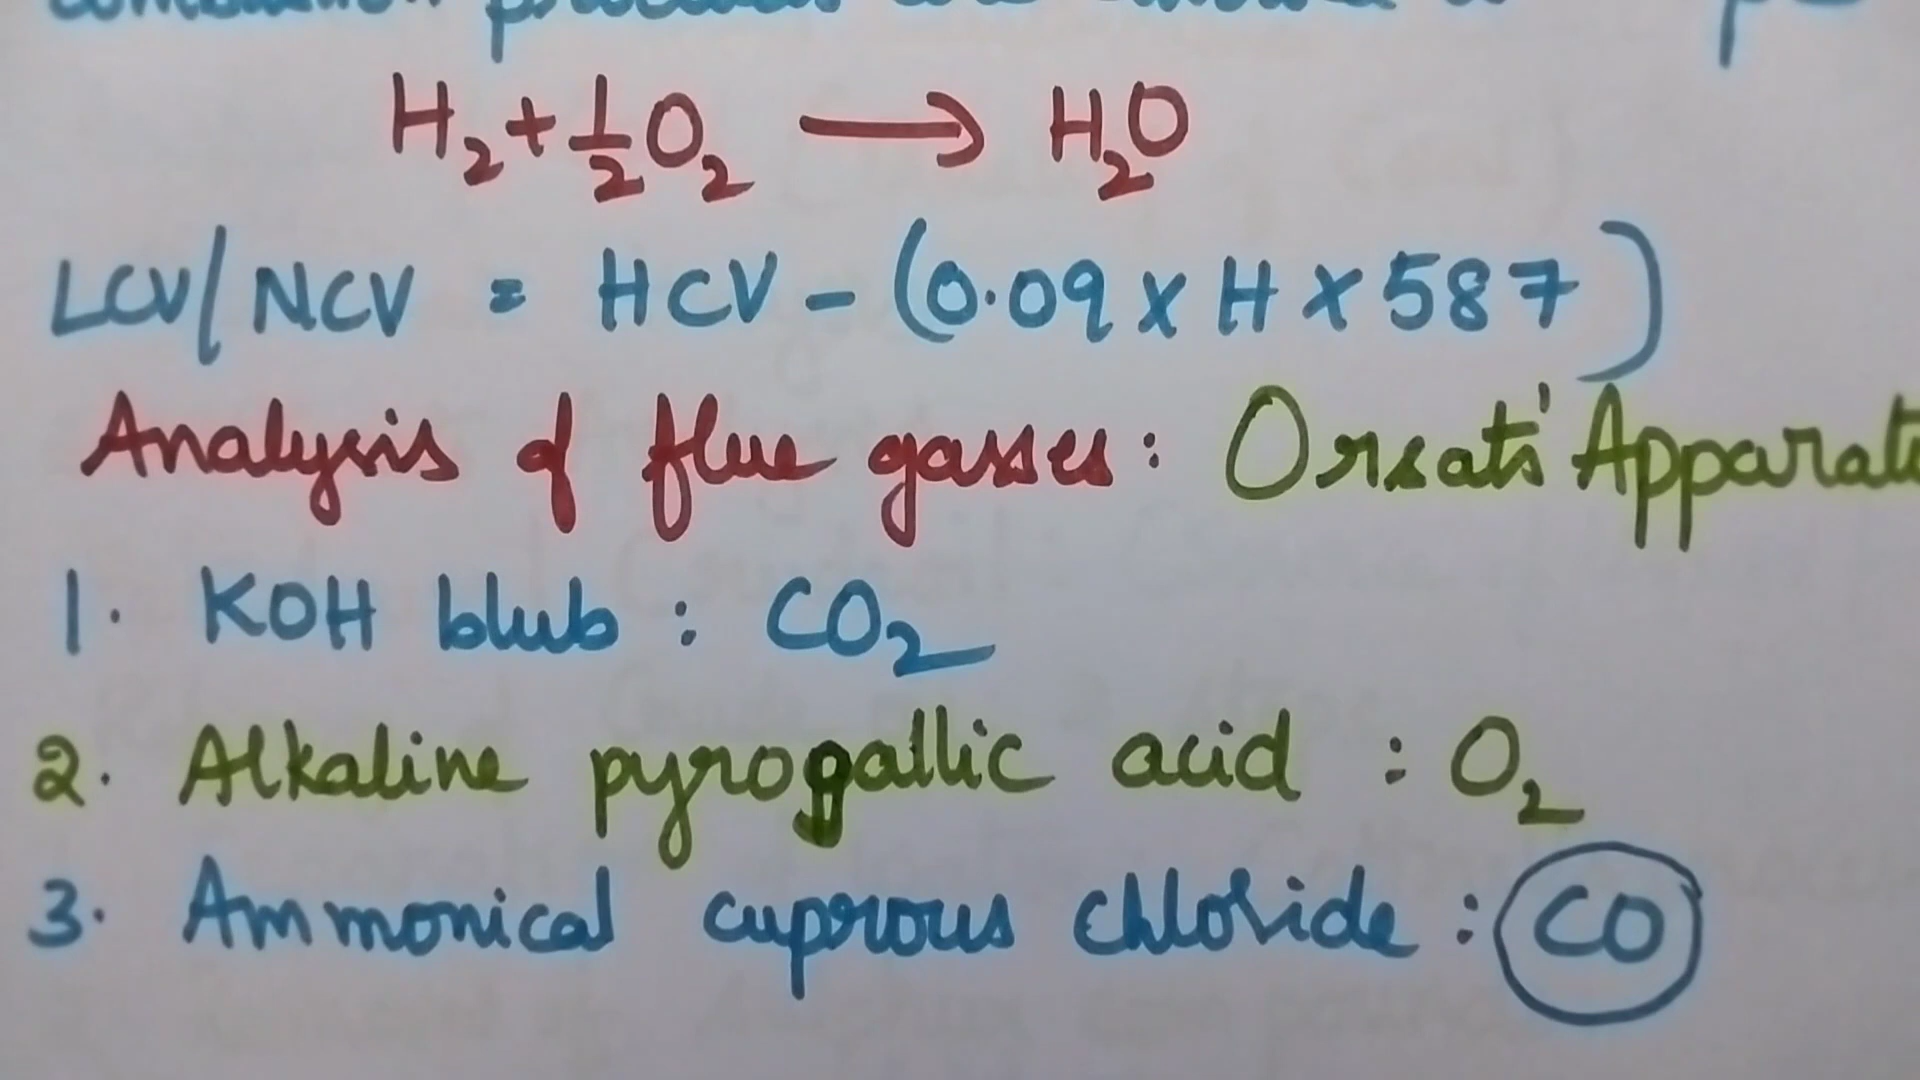 H₂ + ½O₂ ⟶ H₂O
LCV/NCV = HCV - (0.09 x H x 587)
Analysis of flue gasses: Orsat's Apparat
1. KOH blub : CO₂
2. Alkaline pyrogallic acid : O₂
3. Ammonical cuprous chloride : CO